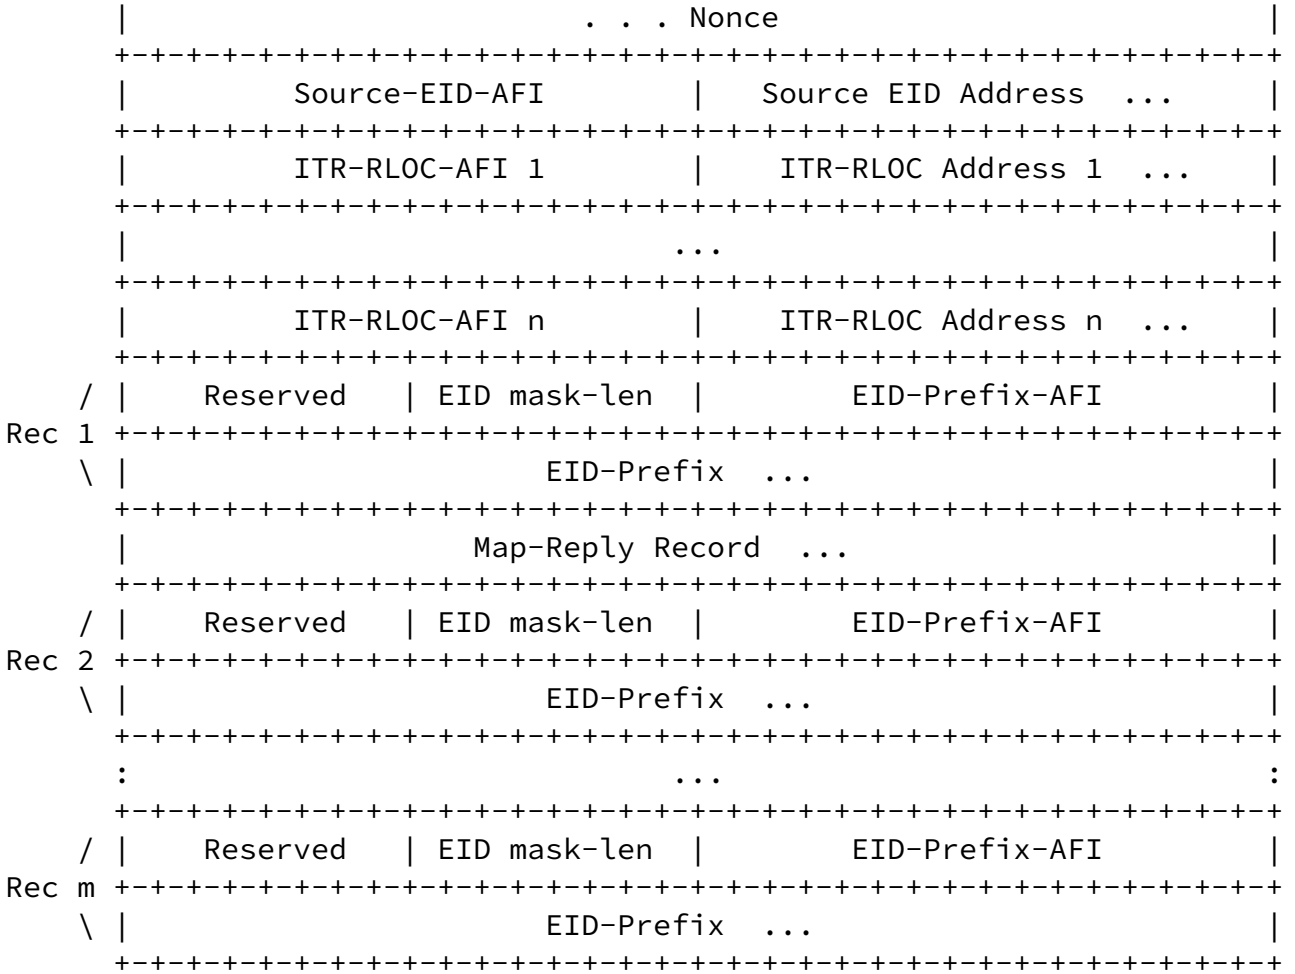 |                         . . . Nonce                           |
+-+-+-+-+-+-+-+-+-+-+-+-+-+-+-+-+-+-+-+-+-+-+-+-+-+-+-+-+-+-+-+-+
|         Source-EID-AFI        |   Source EID Address  ...     |
+-+-+-+-+-+-+-+-+-+-+-+-+-+-+-+-+-+-+-+-+-+-+-+-+-+-+-+-+-+-+-+-+
|         ITR-RLOC-AFI 1        |    ITR-RLOC Address 1  ...    |
+-+-+-+-+-+-+-+-+-+-+-+-+-+-+-+-+-+-+-+-+-+-+-+-+-+-+-+-+-+-+-+-+
|                              ...                              |
+-+-+-+-+-+-+-+-+-+-+-+-+-+-+-+-+-+-+-+-+-+-+-+-+-+-+-+-+-+-+-+-+
|         ITR-RLOC-AFI n        |    ITR-RLOC Address n  ...    |
+-+-+-+-+-+-+-+-+-+-+-+-+-+-+-+-+-+-+-+-+-+-+-+-+-+-+-+-+-+-+-+-+
/ |    Reserved   | EID mask-len  |        EID-Prefix-AFI         |
Rec 1 +-+-+-+-+-+-+-+-+-+-+-+-+-+-+-+-+-+-+-+-+-+-+-+-+-+-+-+-+-+-+-+-+
\ |                       EID-Prefix  ...                         |
+-+-+-+-+-+-+-+-+-+-+-+-+-+-+-+-+-+-+-+-+-+-+-+-+-+-+-+-+-+-+-+-+
|                   Map-Reply Record  ...                       |
+-+-+-+-+-+-+-+-+-+-+-+-+-+-+-+-+-+-+-+-+-+-+-+-+-+-+-+-+-+-+-+-+
/ |    Reserved   | EID mask-len  |        EID-Prefix-AFI         |
Rec 2 +-+-+-+-+-+-+-+-+-+-+-+-+-+-+-+-+-+-+-+-+-+-+-+-+-+-+-+-+-+-+-+-+
\ |                       EID-Prefix  ...                         |
+-+-+-+-+-+-+-+-+-+-+-+-+-+-+-+-+-+-+-+-+-+-+-+-+-+-+-+-+-+-+-+-+
:                              ...                              :
+-+-+-+-+-+-+-+-+-+-+-+-+-+-+-+-+-+-+-+-+-+-+-+-+-+-+-+-+-+-+-+-+
/ |    Reserved   | EID mask-len  |        EID-Prefix-AFI         |
Rec m +-+-+-+-+-+-+-+-+-+-+-+-+-+-+-+-+-+-+-+-+-+-+-+-+-+-+-+-+-+-+-+-+
\ |                       EID-Prefix  ...                         |
+-+-+-+-+-+-+-+-+-+-+-+-+-+-+-+-+-+-+-+-+-+-+-+-+-+-+-+-+-+-+-+-+